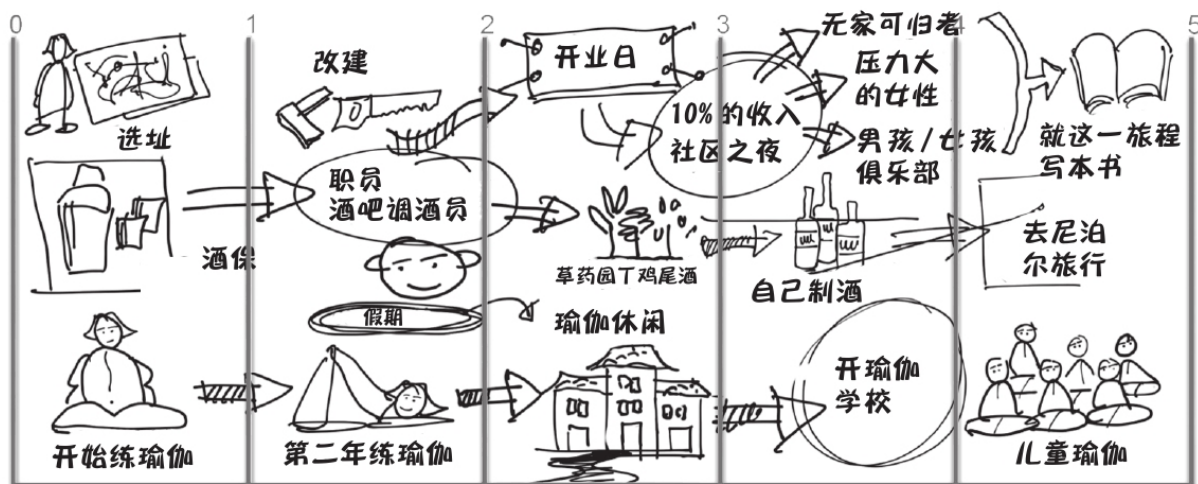 0
1
2
3
4
5
选址
改建
开业日
10%的收入
社区之夜
无家可归者
压力大
的女性
男孩/女孩
俱乐部
就这一旅程
写本书
酒保
职员
酒吧调酒员
草药园丁鸡尾酒
自己制酒
去尼泊
尔旅行
假期
瑜伽休闲
开始练瑜伽
第二年练瑜伽
开瑜伽
学校
儿童瑜伽